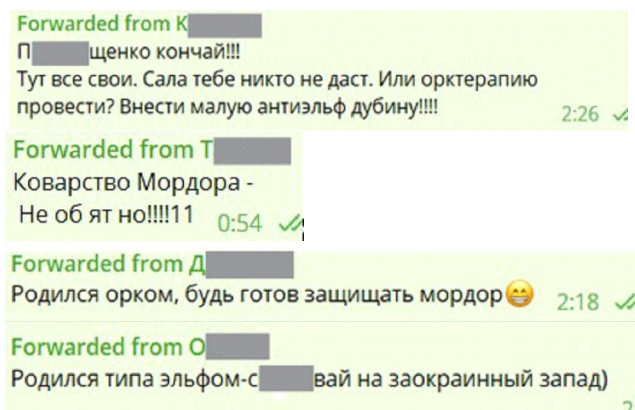 Forwarded from К
П щенко кончай!!!
Тут все свои. Сала тебе никто не даст. Или орктерапию
провести? Внести малую антиэльф дубину!!!!
2:26
Forwarded from Т
Коварство Мордора -
Не об ят но!!!!11
0:54
Forwarded from Д
Родился орком, будь готов защищать мордор😁
2:18
Forwarded from О
Родился типа эльфом-с вай на заокраинный запад)